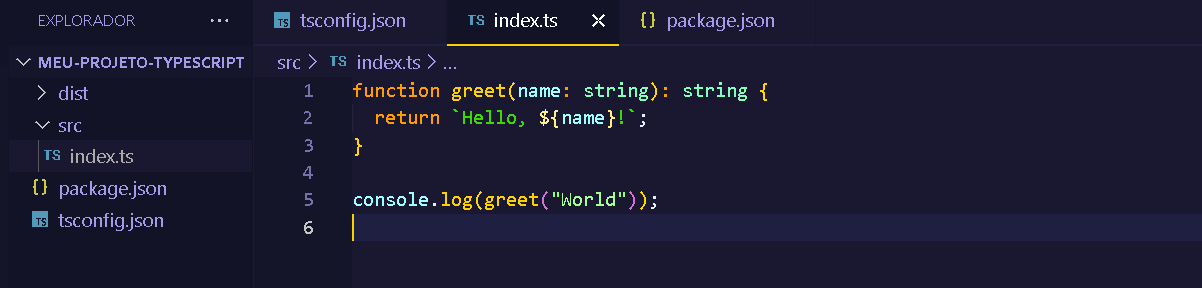 EXPLORADOR ...
MEU-PROJETO-TYPESCRIPT
dist
src
TS index.ts
{} package.json
TS tsconfig.json
TS tsconfig.json TS index.ts {} package.json
src > TS index.ts > ...
1 function greet(name: string): string {
2 return `Hello, ${name}!`;
3 }
4
5 console.log(greet("World"));
6